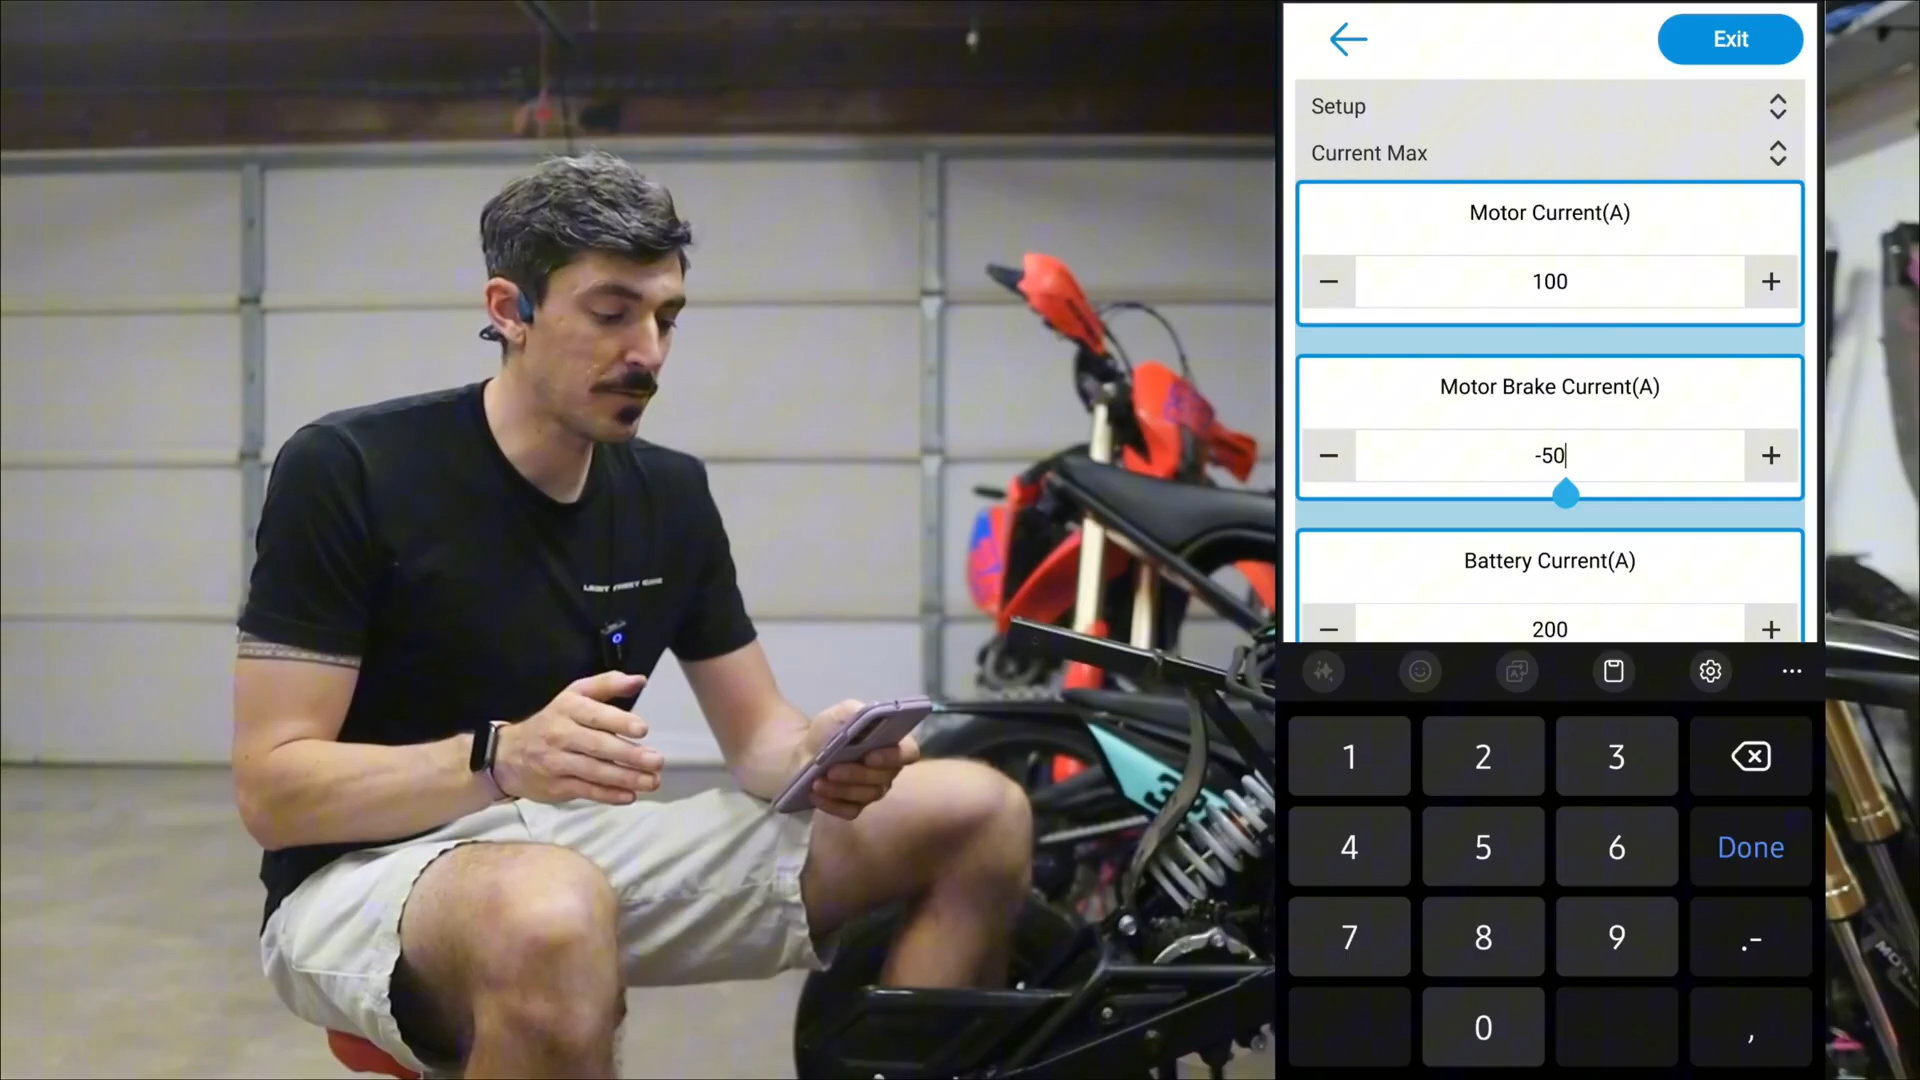 Exit
Setup
Current Max
Motor Current(A)
− 100 +
Motor Brake Current(A)
− -50 +
Battery Current(A)
− 200 +
1 2 3
4 5 6 Done
7 8 9 .-
0 ,